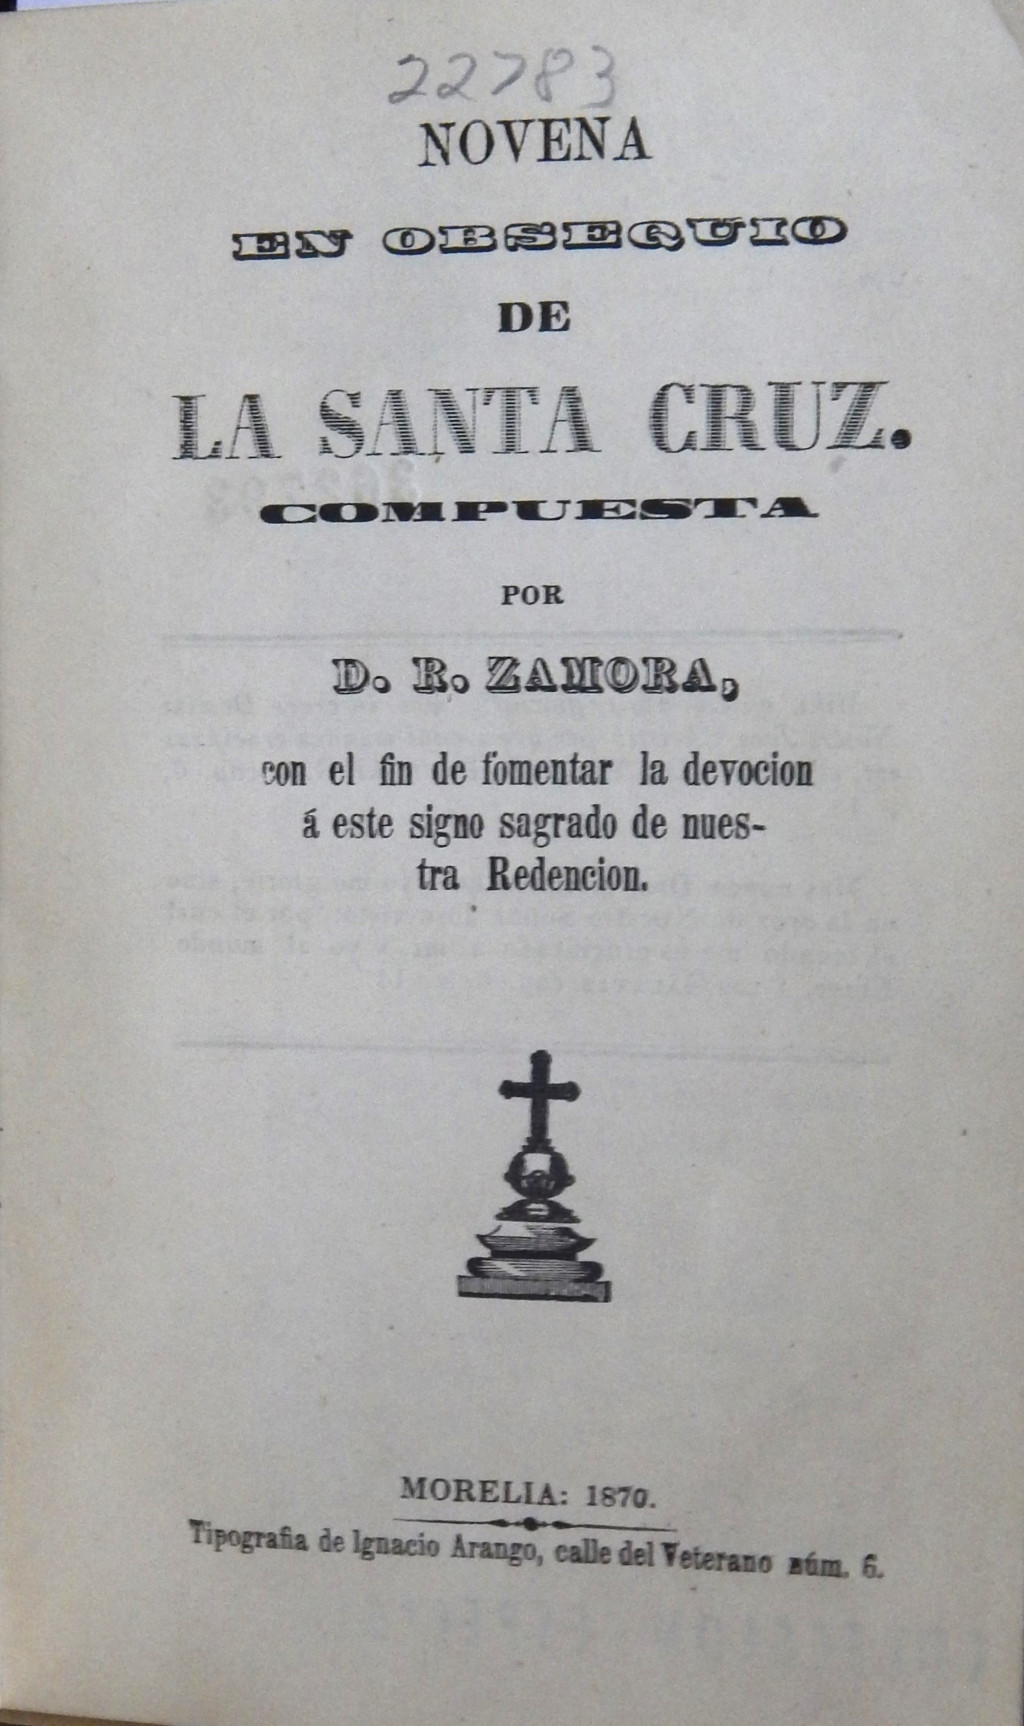 22783
NOVENA
EN OBSEQUIO
DE
LA SANTA CRUZ.
COMPUESTA
POR
D. R. ZAMORA,
con el fin de fomentar la devocion
á este signo sagrado de nues-
tra Redencion.
MORELIA: 1870.
Tipografia de Ignacio Arango, calle del Veterano núm. 6.